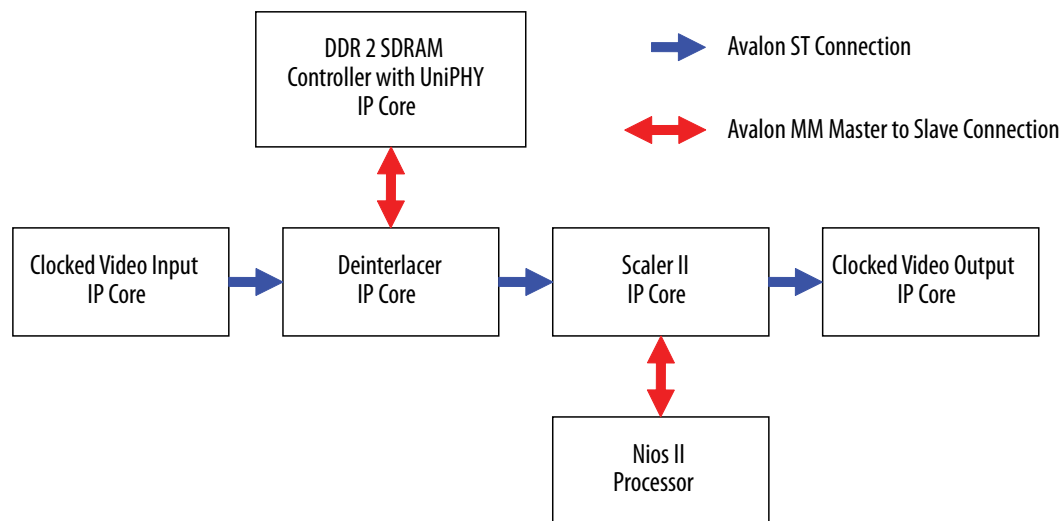 DDR 2 SDRAM
Controller with UniPHY
IP Core
Avalon ST Connection
Avalon MM Master to Slave Connection
Clocked Video Input
IP Core
Deinterlacer
IP Core
Scaler II
IP Core
Clocked Video Output
IP Core
Nios II
Processor